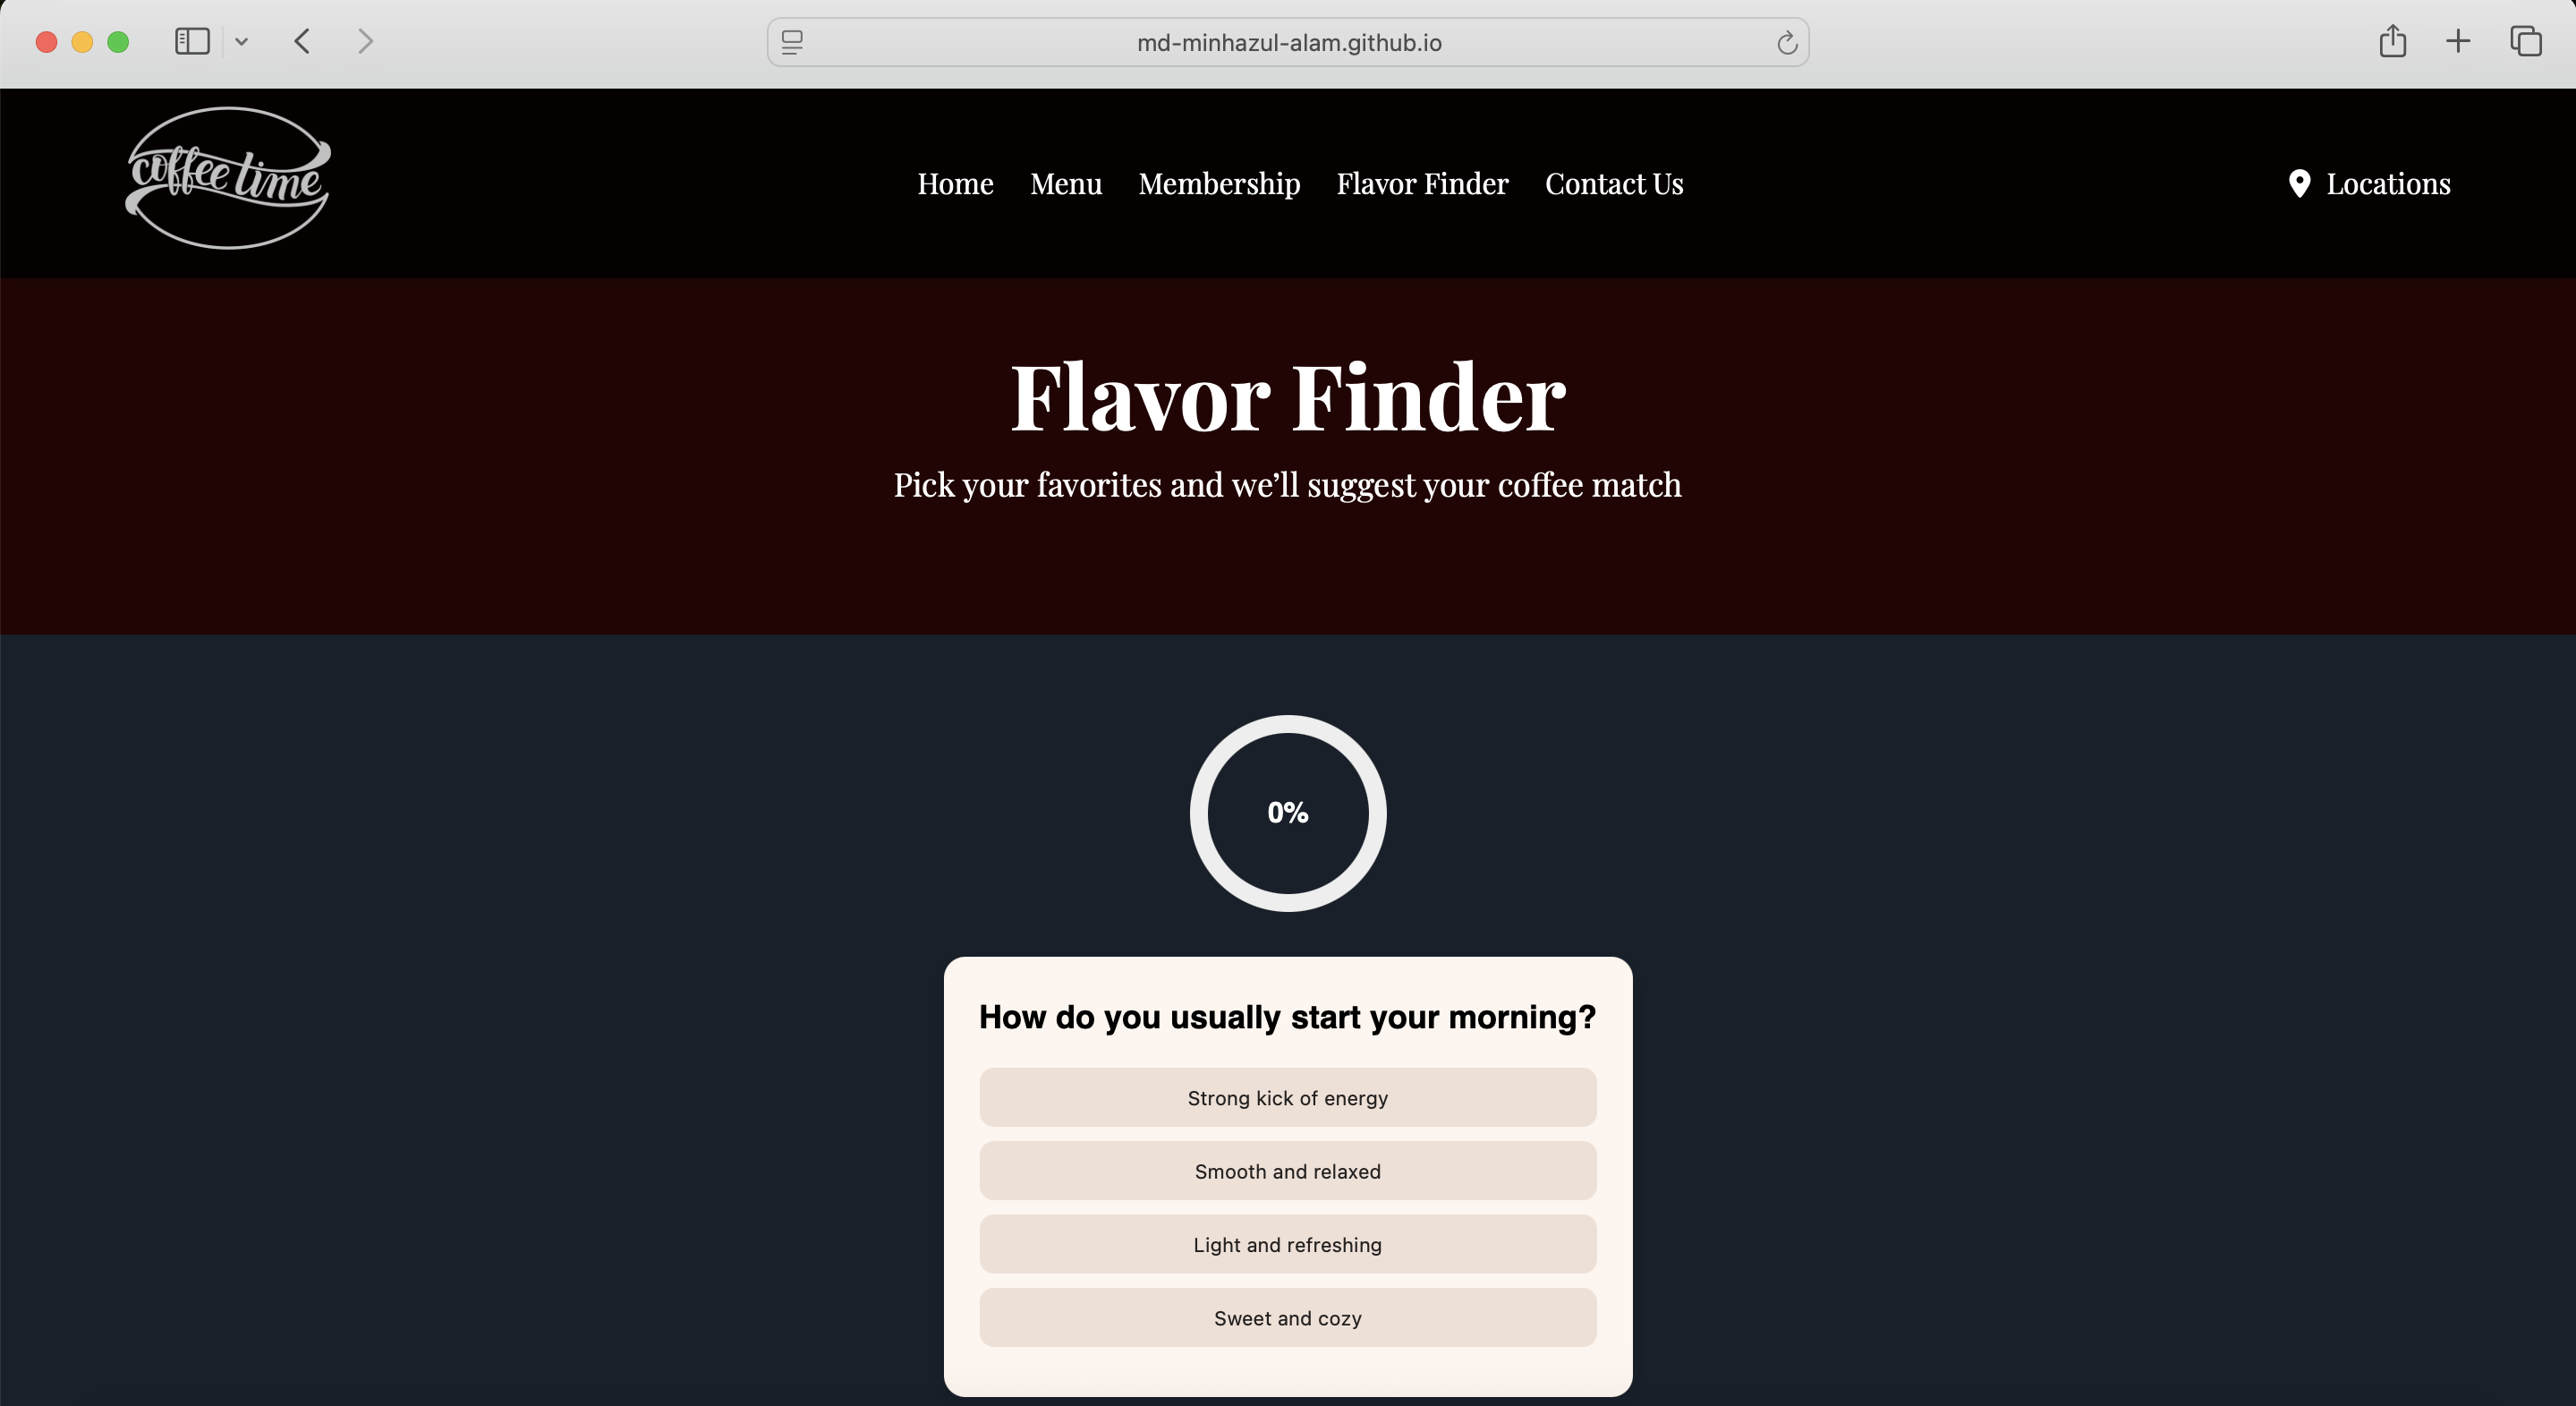 md-minhazul-alam.github.io
coffee time
Home Menu Membership Flavor Finder Contact Us Locations
Flavor Finder
Pick your favorites and we’ll suggest your coffee match
0%
How do you usually start your morning?
Strong kick of energy
Smooth and relaxed
Light and refreshing
Sweet and cozy